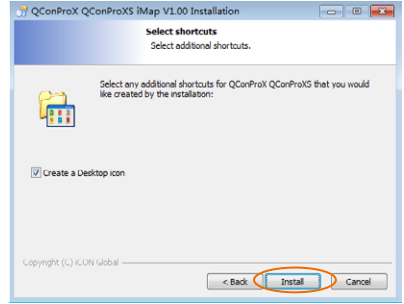 QConProX QConProXS iMap V1.00 Installation
Select shortcuts
Select additional shortcuts.
Select any additional shortcuts for QConProX QConProXS that you would
like created by the installation:
Create a Desktop icon
Copyright (C) iCON Global
< Back
Install
Cancel